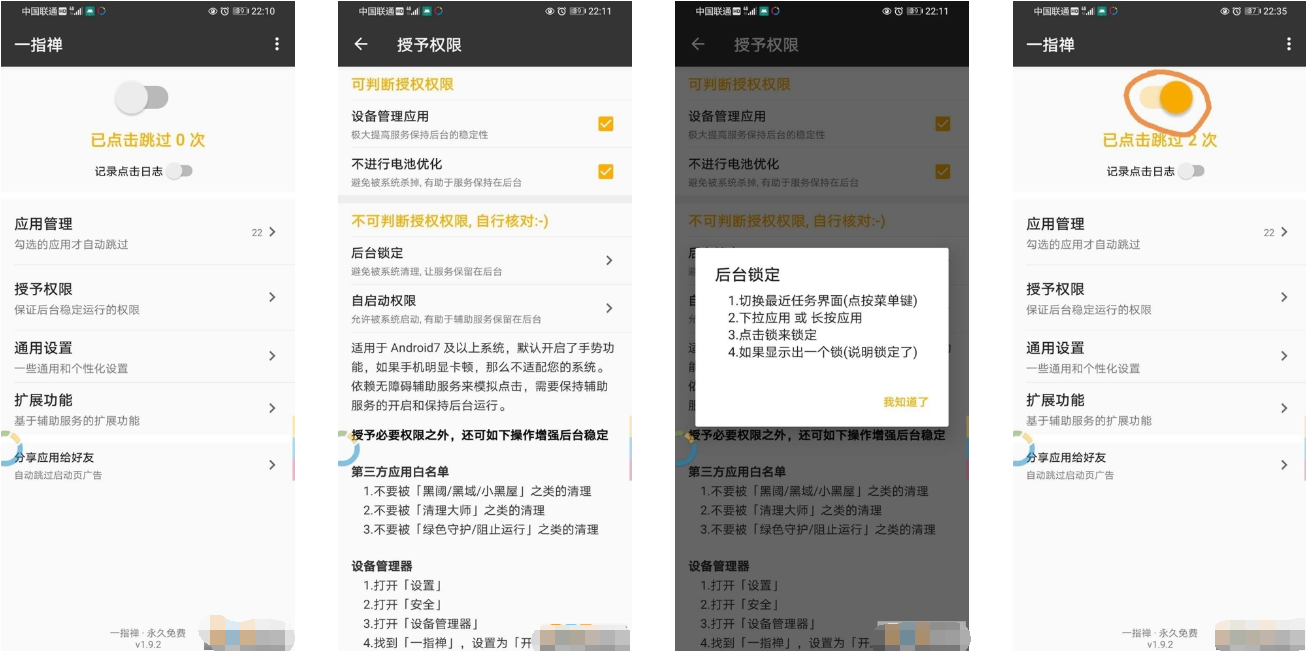 中国联通HD 22:10
一指禅
已点击跳过 0 次
记录点击日志
应用管理
22
勾选的应用才自动跳过
授予权限
保证后台稳定运行的权限
通用设置
一些通用和个性化设置
扩展功能
基于辅助服务的扩展功能
分享应用给好友
自动跳过启动页广告
一指禅 · 永久免费
v1.9.2
中国联通HD 22:11
授予权限
可判断授权权限
设备管理应用
极大提高服务保持后台的稳定性
不进行电池优化
避免被系统杀掉, 有助于服务保持在后台
不可判断授权权限, 自行核对:-)
后台锁定
避免被系统清理, 让服务保留在后台
自启动权限
允许被系统启动, 有助于辅助服务保留在后台
适用于 Android7 及以上系统，默认开启了手势功
能，如果手机明显卡顿，那么不适配您的系统。
依赖无障碍辅助服务来模拟点击，需要保持辅助
服务的开启和保持后台运行。
授予必要权限之外，还可如下操作增强后台稳定
第三方应用白名单
1.不要被「黑阈/黑域/小黑屋」之类的清理
2.不要被「清理大师」之类的清理
3.不要被「绿色守护/阻止运行」之类的清理
设备管理器
1.打开「设置」
2.打开「安全」
3.打开「设备管理器」
4.找到「一指禅」, 设置为「开
中国联通HD 22:11
授予权限
可判断授权权限
设备管理应用
极大提高服务保持后台的稳定性
不进行电池优化
避免被系统杀掉, 有助于服务保持在后台
不可判断授权权限, 自行核对:-)
后台锁定
1.切换最近任务界面(点按菜单键)
2.下拉应用 或 长按应用
3.点击锁来锁定
4.如果显示出一个锁(说明锁定了)
我知道了
授予必要权限之外，还可如下操作增强后台稳定
第三方应用白名单
1.不要被「黑阈/黑域/小黑屋」之类的清理
2.不要被「清理大师」之类的清理
3.不要被「绿色守护/阻止运行」之类的清理
设备管理器
1.打开「设置」
2.打开「安全」
3.打开「设备管理器」
4.找到「一指禅」, 设置为「开
中国联通HD 22:35
一指禅
已点击跳过 2 次
记录点击日志
应用管理
22
勾选的应用才自动跳过
授予权限
保证后台稳定运行的权限
通用设置
一些通用和个性化设置
扩展功能
基于辅助服务的扩展功能
分享应用给好友
自动跳过启动页广告
一指禅 · 永久免费
v1.9.2